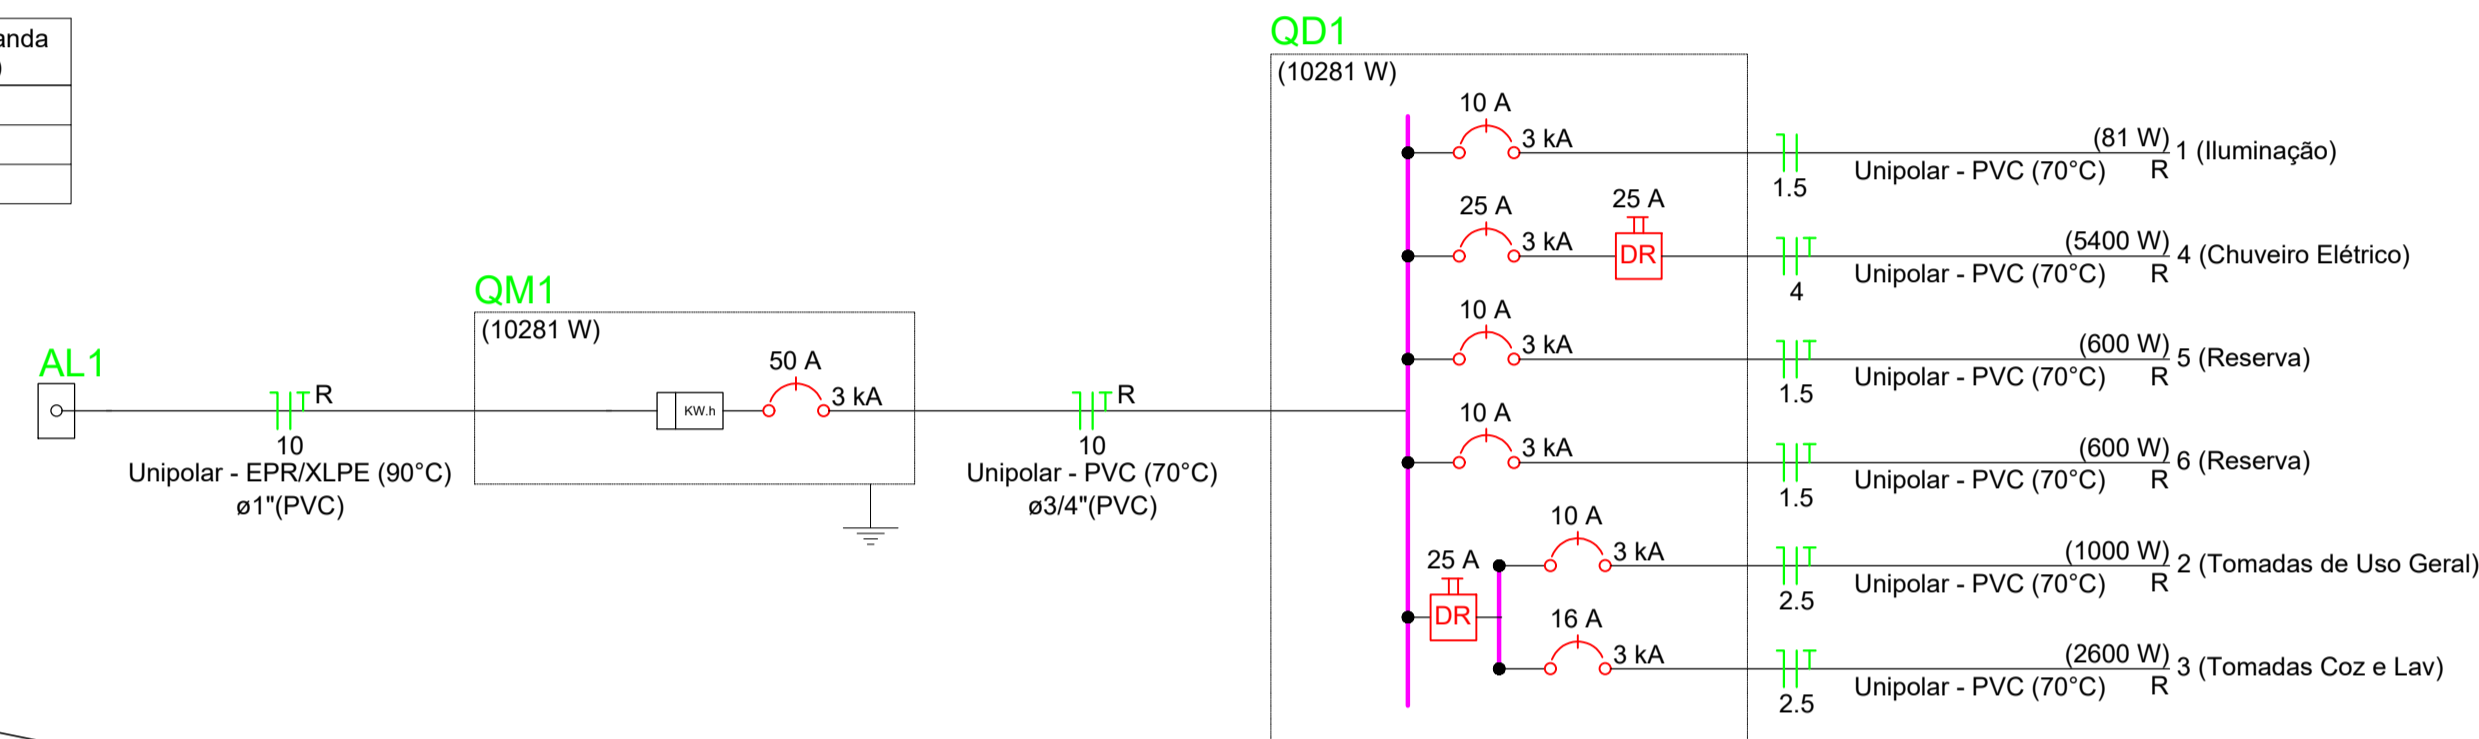 anda
)
AL1
R
10
Unipolar - EPR/XLPE (90°C)
ø1"(PVC)
QM1
(10281 W)
KW.h
50 A
3 kA
R
10
Unipolar - PVC (70°C)
ø3/4"(PVC)
QD1
(10281 W)
10 A
3 kA
1.5
(81 W)
Unipolar - PVC (70°C) R
1 (Iluminação)
25 A
3 kA
25 A
DR
4
(5400 W)
Unipolar - PVC (70°C) R
4 (Chuveiro Elétrico)
10 A
3 kA
1.5
(600 W)
Unipolar - PVC (70°C) R
5 (Reserva)
10 A
3 kA
1.5
(600 W)
Unipolar - PVC (70°C) R
6 (Reserva)
25 A
DR
10 A
3 kA
2.5
(1000 W)
Unipolar - PVC (70°C) R
2 (Tomadas de Uso Geral)
16 A
3 kA
2.5
(2600 W)
Unipolar - PVC (70°C) R
3 (Tomadas Coz e Lav)